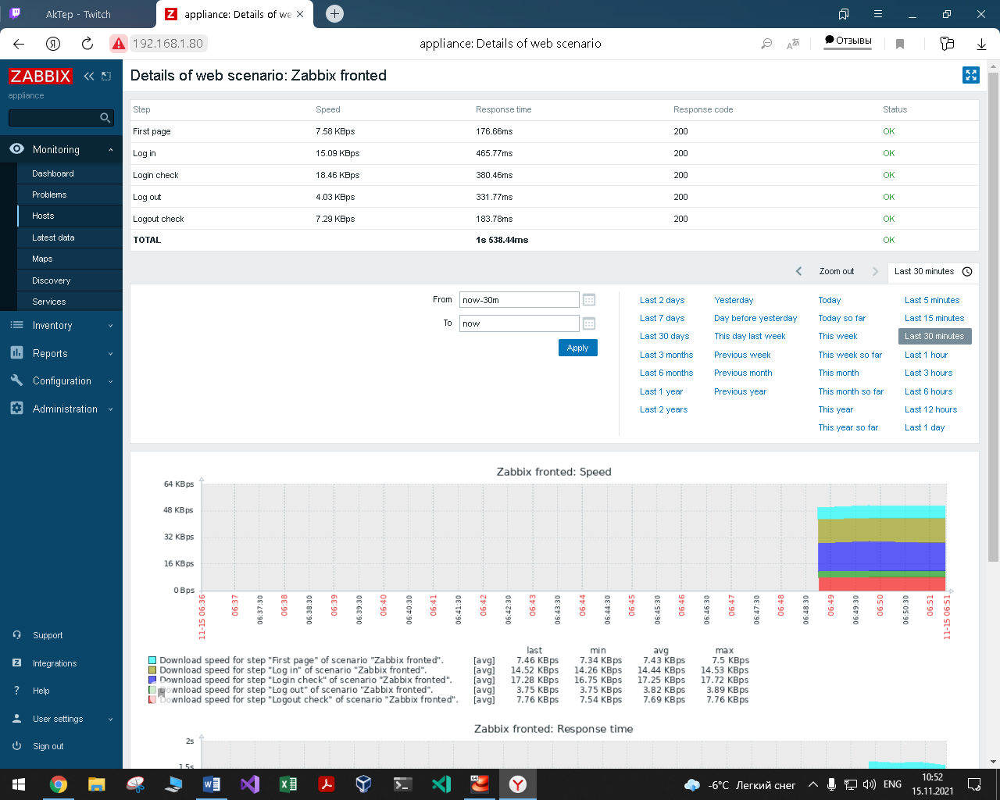 AkTep - Twitch
appliance: Details of we
192.168.1.80
appliance: Details of web scenario
Отзывы
ZABBIX
appliance
Monitoring
Dashboard
Problems
Hosts
Latest data
Maps
Discovery
Services
Inventory
Reports
Configuration
Administration
Support
Integrations
Help
User settings
Sign out
Details of web scenario: Zabbix fronted
Step Speed Response time Response code Status
First page 7.58 KBps 176.66ms 200 OK
Log in 15.09 KBps 465.77ms 200 OK
Login check 18.46 KBps 380.46ms 200 OK
Log out 4.03 KBps 331.77ms 200 OK
Logout check 7.29 KBps 183.78ms 200 OK
TOTAL 1s 538.44ms OK
Zoom out Last 30 minutes
From now-30m
To now
Apply
Last 2 days Yesterday Today Last 5 minutes
Last 7 days Day before yesterday Today so far Last 15 minutes
Last 30 days This day last week This week Last 30 minutes
Last 3 months Previous week This week so far Last 1 hour
Last 6 months Previous month This month Last 3 hours
Last 1 year Previous year This month so far Last 6 hours
Last 2 years This year Last 12 hours
This year so far Last 1 day
Zabbix fronted: Speed
64 KBps
48 KBps
32 KBps
16 KBps
0 Bps
11-15 06:36 06:37 06:37:30 06:38 06:38:30 06:39 06:39:30 06:40 06:40:30 06:41 06:41:30 06:42 06:42:30 06:43 06:43:30 06:44 06:44:30 06:45 06:45:30 06:46 06:46:30 06:47 06:47:30 06:48 06:48:30 06:49 06:49:30 06:50 06:50:30 06:51 11-15 06:51
last min avg max
Download speed for step "First page" of scenario "Zabbix fronted". [avg] 7.46 KBps 7.34 KBps 7.43 KBps 7.5 KBps
Download speed for step "Log in" of scenario "Zabbix fronted". [avg] 14.52 KBps 14.26 KBps 14.44 KBps 14.53 KBps
Download speed for step "Login check" of scenario "Zabbix fronted". [avg] 17.28 KBps 16.75 KBps 17.25 KBps 17.72 KBps
Download speed for step "Log out" of scenario "Zabbix fronted". [avg] 3.75 KBps 3.75 KBps 3.82 KBps 3.89 KBps
Download speed for step "Logout check" of scenario "Zabbix fronted". [avg] 7.76 KBps 7.54 KBps 7.69 KBps 7.76 KBps
Zabbix fronted: Response time
2s
1.5s
-6°C Легкий снег
ENG
10:52
15.11.2021